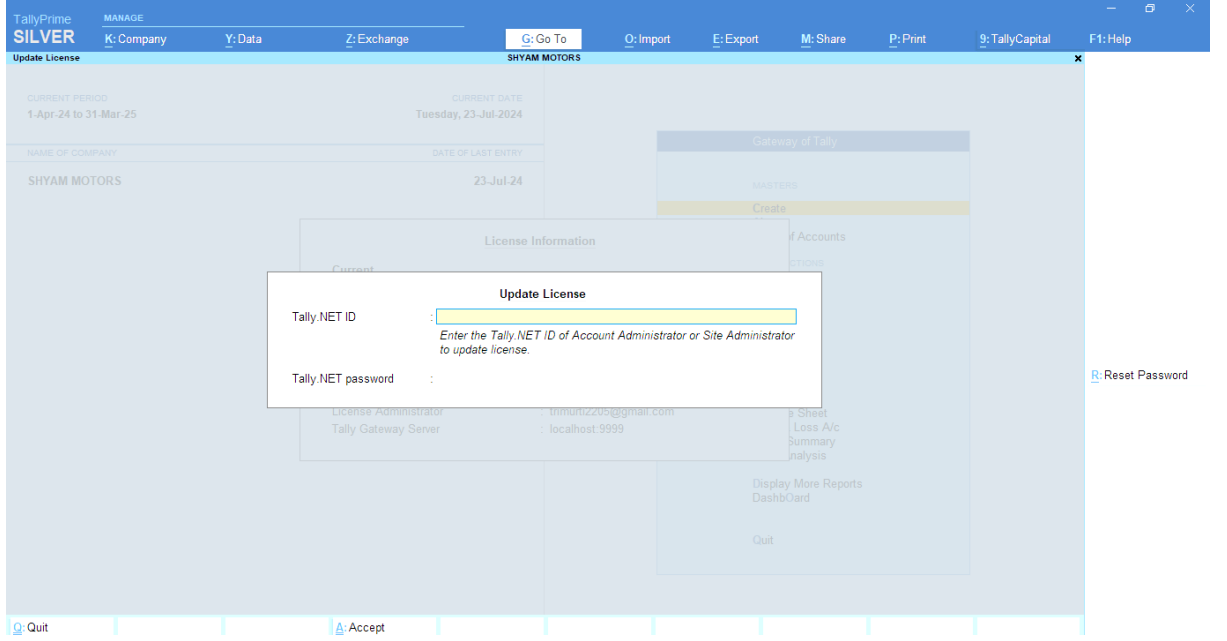 TallyPrime MANAGE
SILVER K: Company Y: Data Z: Exchange G: Go To O: Import E: Export M: Share P: Print 9: TallyCapital F1: Help
Update License SHYAM MOTORS
CURRENT PERIOD CURRENT DATE
1-Apr-24 to 31-Mar-25 Tuesday, 23-Jul-2024
Gateway of Tally
NAME OF COMPANY DATE OF LAST ENTRY
SHYAM MOTORS 23-Jul-24
MASTERS
Create
of Accounts
License Information
CTIONS
Current
Update License
Tally.NET ID :
Enter the Tally.NET ID of Account Administrator or Site Administrator
to update license.
Tally.NET password :
R: Reset Password
License Administrator : trimurti2205@gmail.com
Tally Gateway Server : localhost:9999
e Sheet
Loss A/c
Summary
nalysis
Display More Reports
DashbOard
Quit
Q: Quit A: Accept